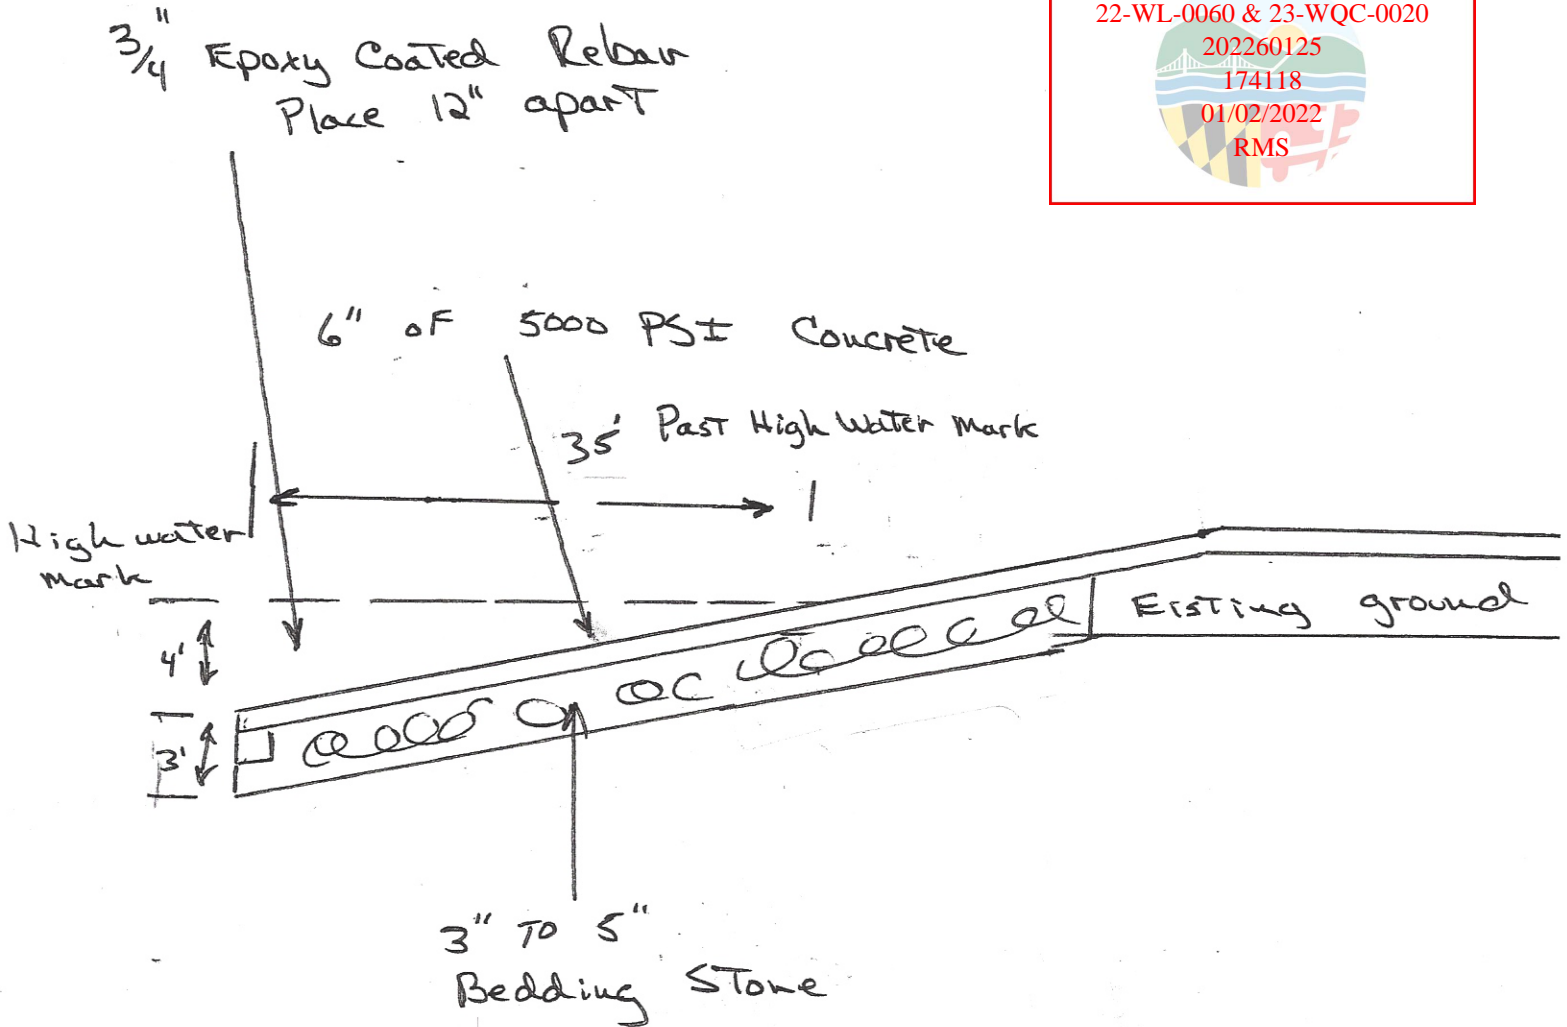 22-WL-0060 & 23-WQC-0020
202260125
174118
01/02/2022
RMS
3/4" Epoxy Coated Rebar
Place 12" apart
6" of 5000 PSI Concrete
35' Past High Water Mark
High water
mark
4'
3'
Eisting ground
3" TO 5"
Bedding Stone